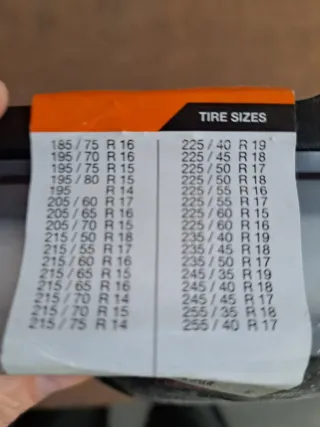 TIRE SIZES
185 / 75 R 16
195 / 70 R 16
195 / 75 R 15
195 / 80 R 15
195 R 14
205 / 60 R 17
205 / 65 R 16
205 / 70 R 15
215 / 50 R 18
215 / 55 R 17
215 / 60 R 16
215 / 65 R 15
215 / 65 R 16
215 / 70 R 14
215 / 70 R 15
215 / 75 R 14
225 / 40 R 19
225 / 45 R 18
225 / 50 R 17
225 / 50 R 18
225 / 55 R 16
225 / 55 R 17
225 / 60 R 15
225 / 60 R 16
235 / 40 R 19
235 / 45 R 18
235 / 50 R 17
245 / 35 R 19
245 / 40 R 18
245 / 45 R 17
255 / 35 R 18
255 / 40 R 17